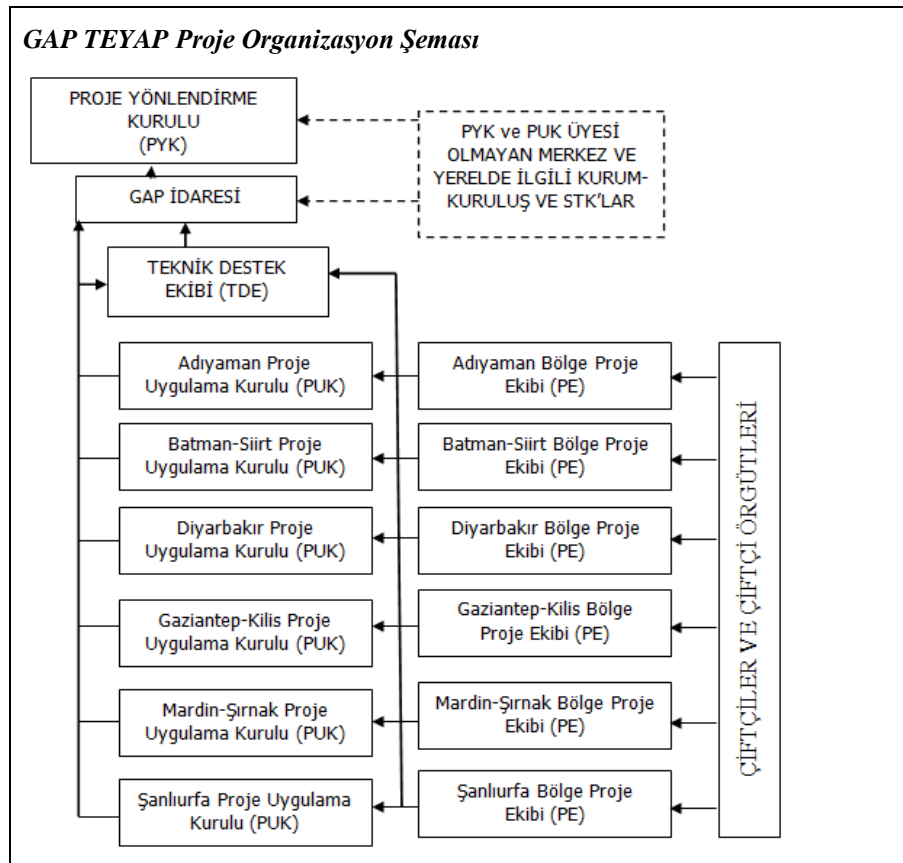 GAP TEYAP Proje Organizasyon Şeması
PROJE YÖNLENDİRME
KURULU
(PYK)
PYK ve PUK ÜYESİ
OLMAYAN MERKEZ VE
YERELDE İLGİLİ KURUM-
KURULUŞ VE STK'LAR
GAP İDARESİ
TEKNİK DESTEK
EKİBİ (TDE)
Adıyaman Proje
Uygulama Kurulu (PUK)
Adıyaman Bölge Proje
Ekibi (PE)
Batman-Siirt Proje
Uygulama Kurulu (PUK)
Batman-Siirt Bölge Proje
Ekibi (PE)
Diyarbakır Proje
Uygulama Kurulu (PUK)
Diyarbakır Bölge Proje
Ekibi (PE)
Gaziantep-Kilis Proje
Uygulama Kurulu (PUK)
Gaziantep-Kilis Bölge
Proje Ekibi (PE)
Mardin-Şırnak Proje
Uygulama Kurulu (PUK)
Mardin-Şırnak Bölge Proje
Ekibi (PE)
Şanlıurfa Proje Uygulama
Kurulu (PUK)
Şanlıurfa Bölge Proje
Ekibi (PE)
ÇİFTÇİLER VE ÇİFTÇİ ÖRGÜTLERİ